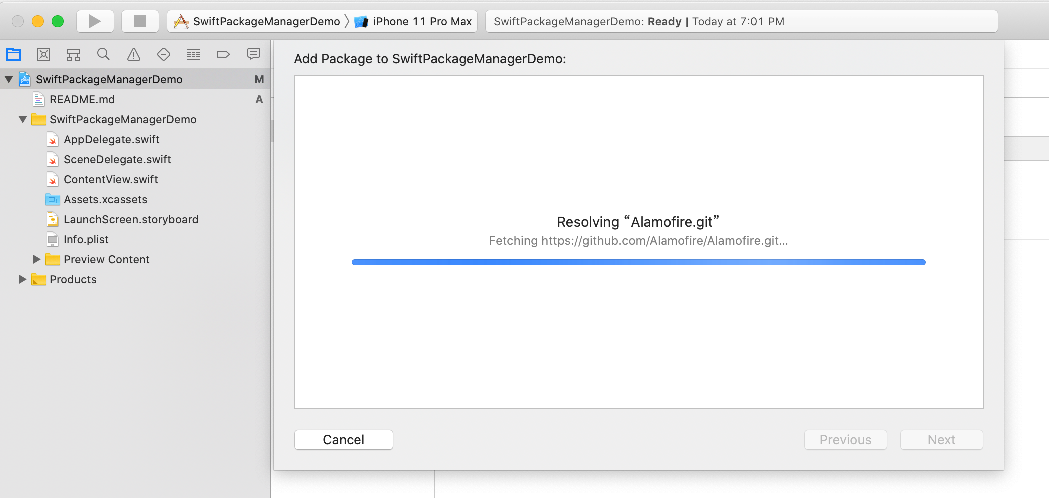 SwiftPackageManagerDemo
iPhone 11 Pro Max
SwiftPackageManagerDemo: Ready | Today at 7:01 PM
SwiftPackageManagerDemo M
README.md A
SwiftPackageManagerDemo
AppDelegate.swift
SceneDelegate.swift
ContentView.swift
Assets.xcassets
LaunchScreen.storyboard
Info.plist
Preview Content
Products
Add Package to SwiftPackageManagerDemo:
Resolving “Alamofire.git”
Fetching https://github.com/Alamofire/Alamofire.git...
Cancel
Previous
Next